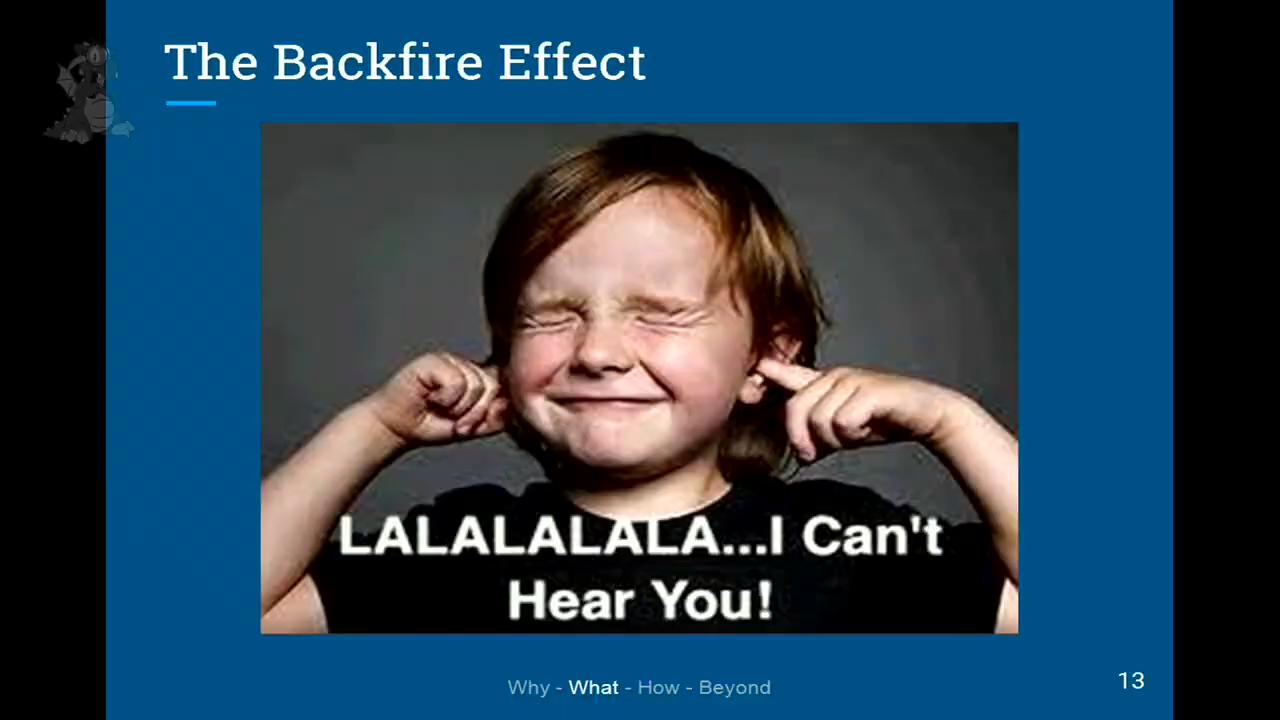 The Backfire Effect
LALALALALA...I Can't
Hear You!
Why - What - How - Beyond
13